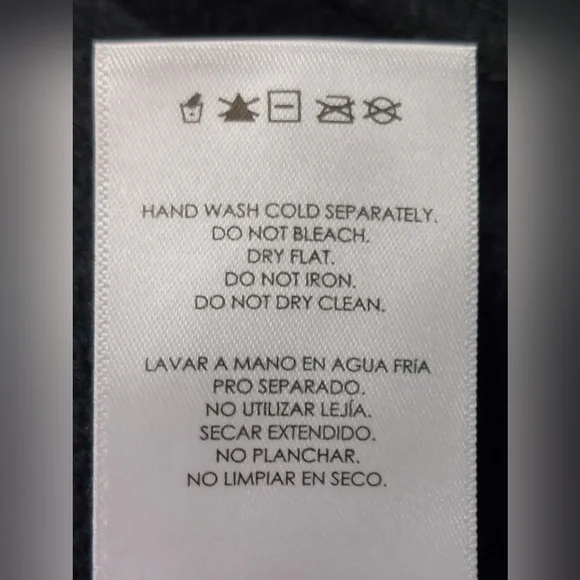 HAND WASH COLD SEPARATELY.
DO NOT BLEACH.
DRY FLAT.
DO NOT IRON.
DO NOT DRY CLEAN.
LAVAR A MANO EN AGUA FRÍA
PRO SEPARADO.
NO UTILIZAR LEJÍA.
SECAR EXTENDIDO.
NO PLANCHAR.
NO LIMPIAR EN SECO.